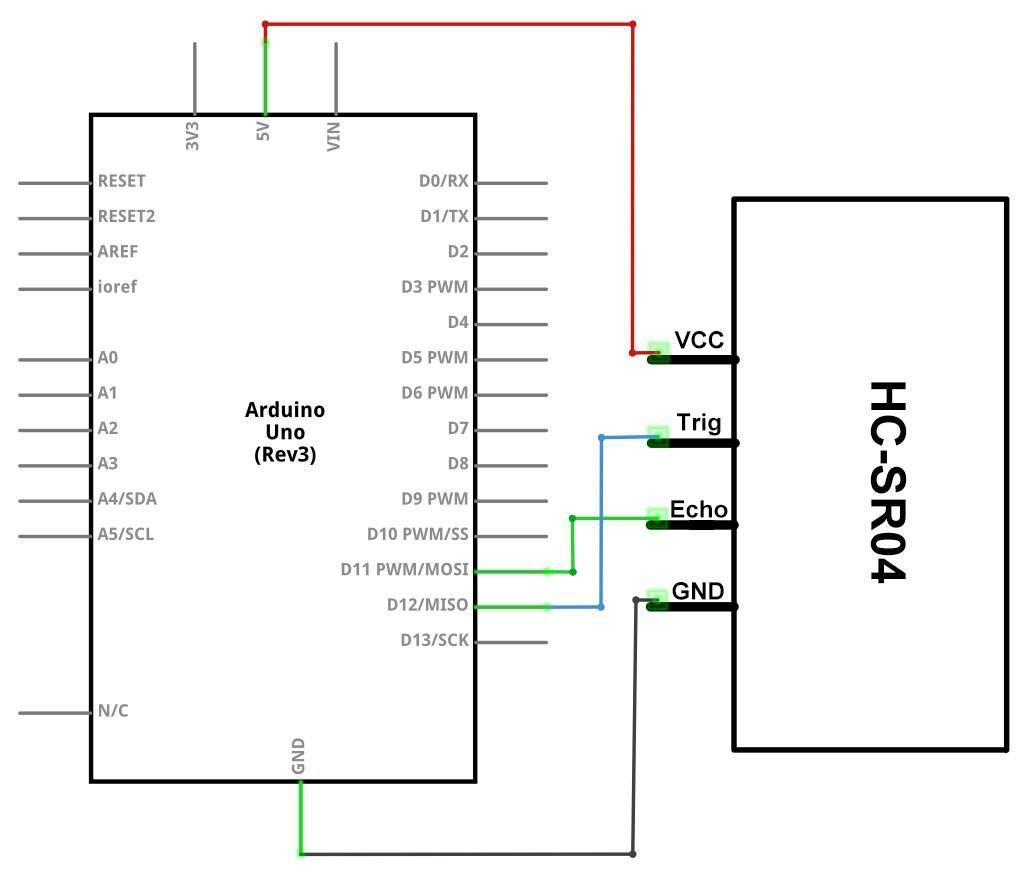 3V3
5V
VIN
RESET
RESET2
AREF
ioref
A0
A1
A2
A3
A4/SDA
A5/SCL
N/C
Arduino
Uno
(Rev3)
D0/RX
D1/TX
D2
D3 PWM
D4
D5 PWM
D6 PWM
D7
D8
D9 PWM
D10 PWM/SS
D11 PWM/MOSI
D12/MISO
D13/SCK
GND
VCC
Trig
Echo
GND
HC-SR04